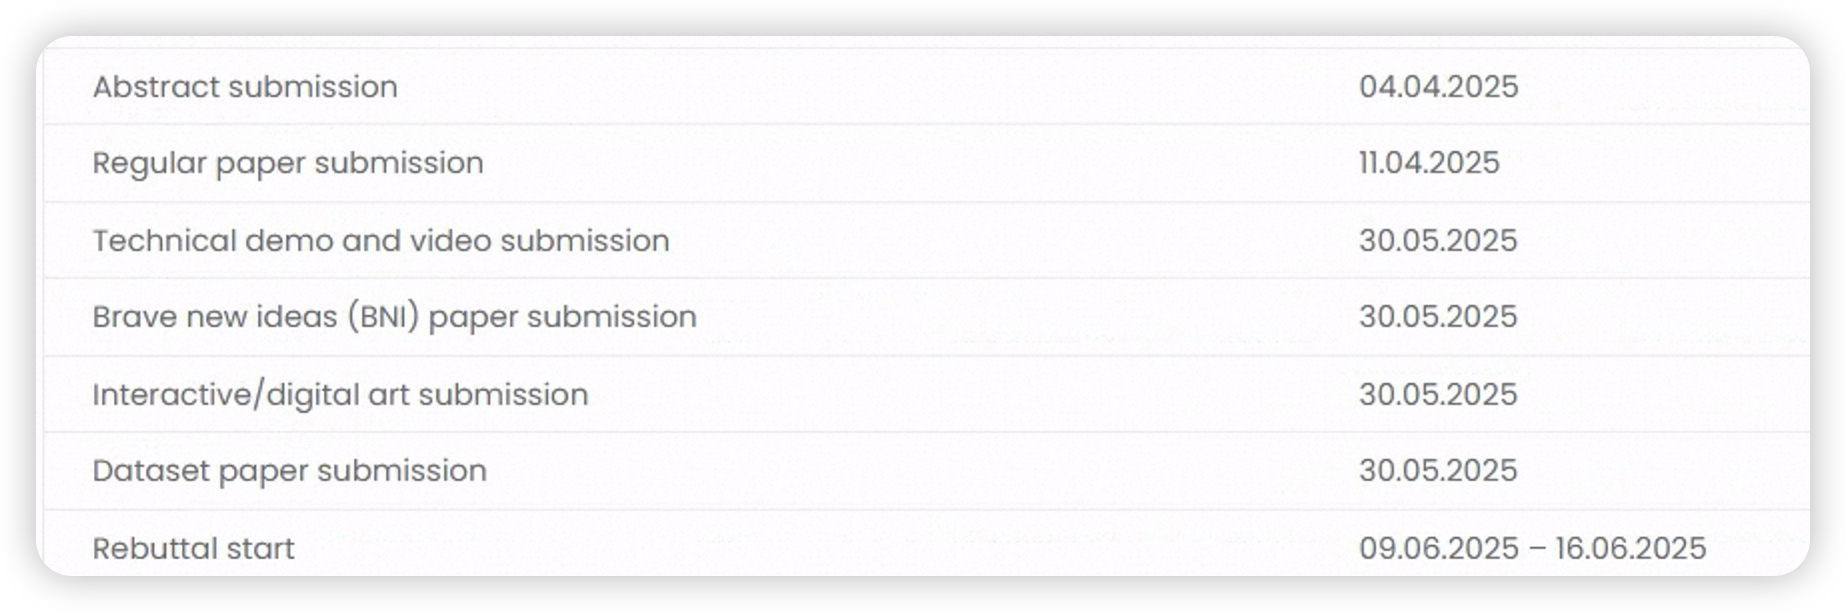 Abstract submission 04.04.2025
Regular paper submission 11.04.2025
Technical demo and video submission 30.05.2025
Brave new ideas (BNI) paper submission 30.05.2025
Interactive/digital art submission 30.05.2025
Dataset paper submission 30.05.2025
Rebuttal start 09.06.2025 – 16.06.2025